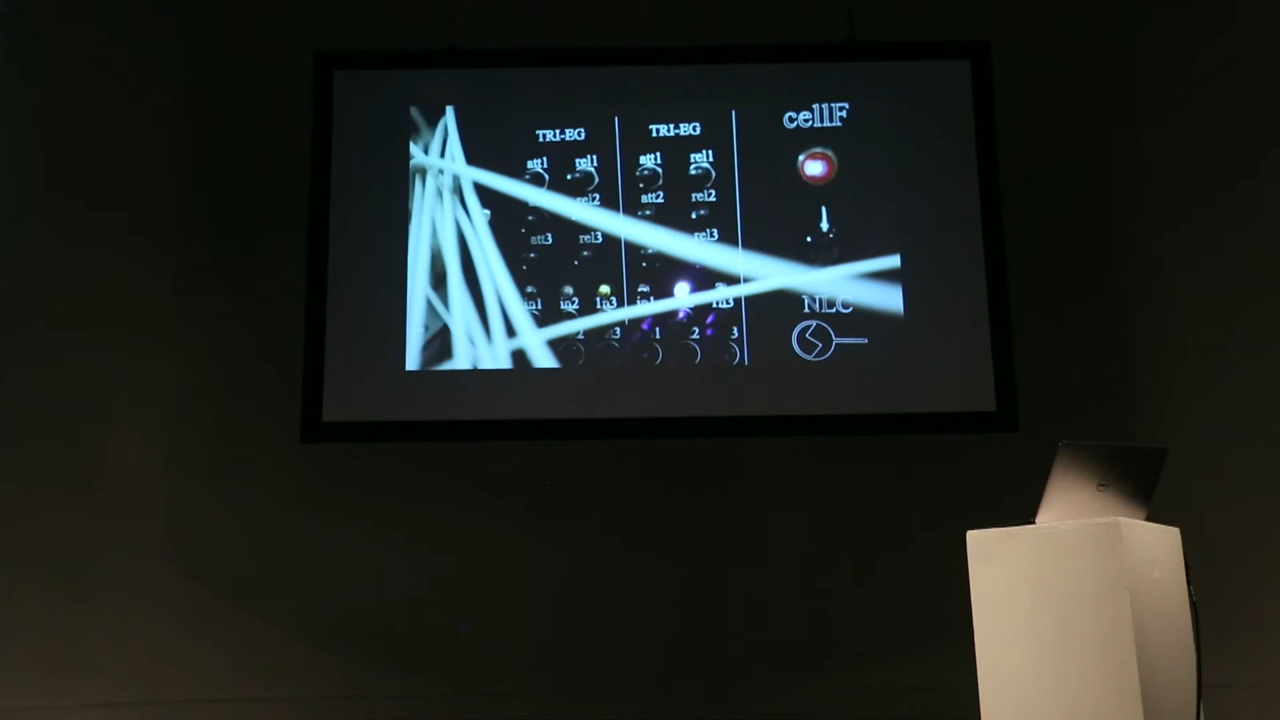 TRI-EG TRI-EG cellF
att1 rel1 att1 rel1
rel2 att2 rel2
att3 rel3 rel3
in1 in2 in3 in1 in3 NLC
2 3 1 2 3